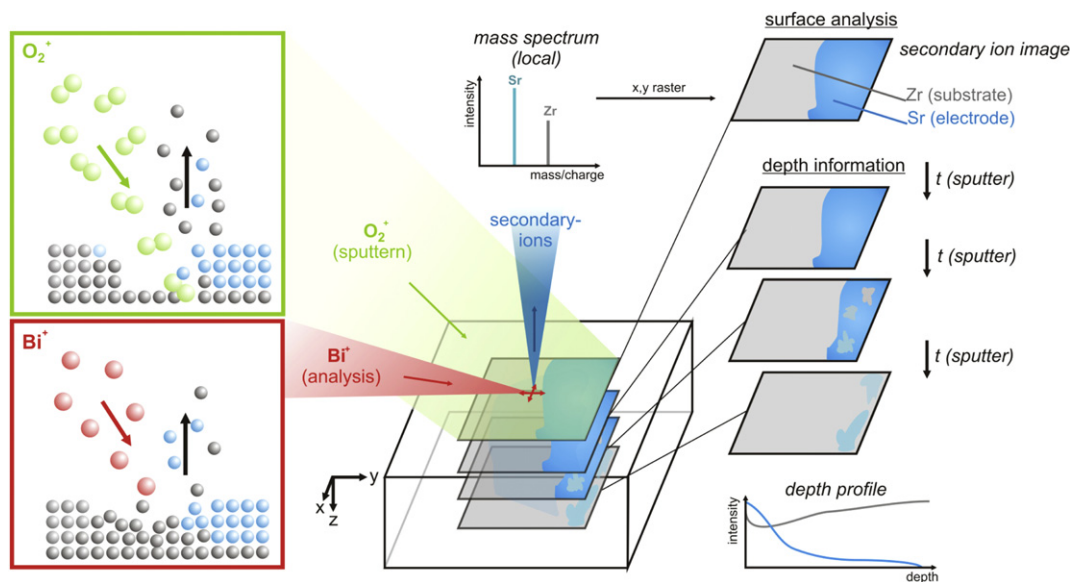 O₂⁺
Bi⁺
mass spectrum
(local)
intensity
Sr
Zr
mass/charge
x,y raster
surface analysis
secondary ion image
Zr (substrate)
Sr (electrode)
depth information
t (sputter)
t (sputter)
t (sputter)
O₂⁺
(sputtern)
secondary-
ions
Bi⁺
(analysis)
y
x
z
depth profile
intensity
depth